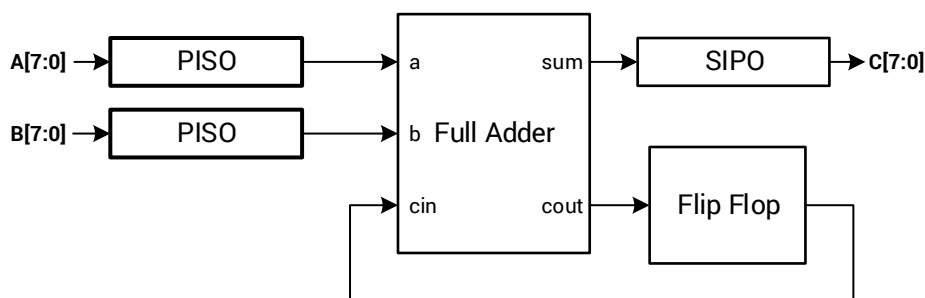 A[7:0]
PISO
a
sum
SIPO
C[7:0]
B[7:0]
PISO
b
Full Adder
cin
cout
Flip Flop